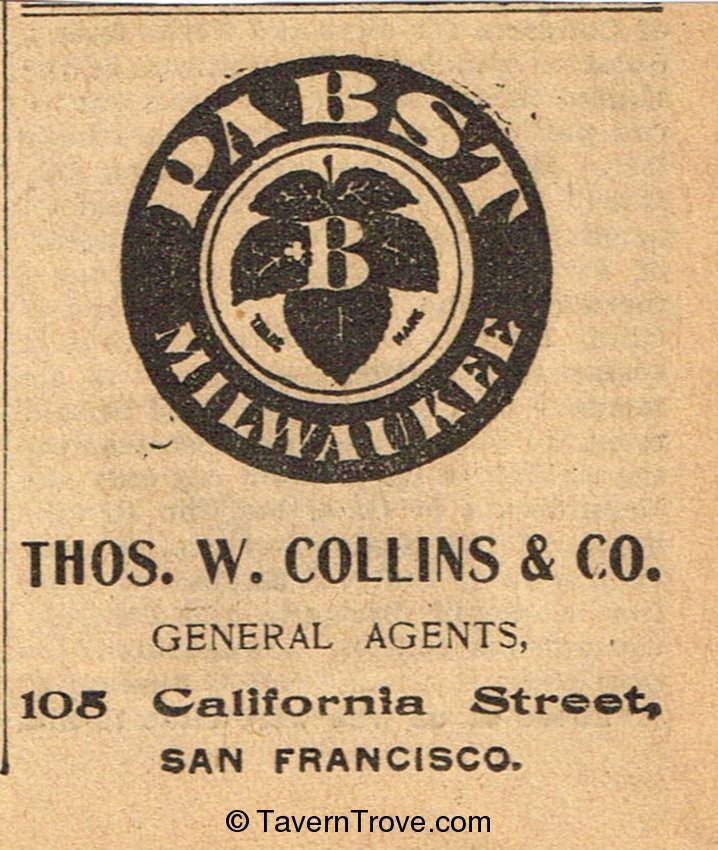 PABST
B
TRADE MARK
MILWAUKEE
THOS. W. COLLINS & CO.
GENERAL AGENTS,
105 California Street,
SAN FRANCISCO.
© TavernTrove.com